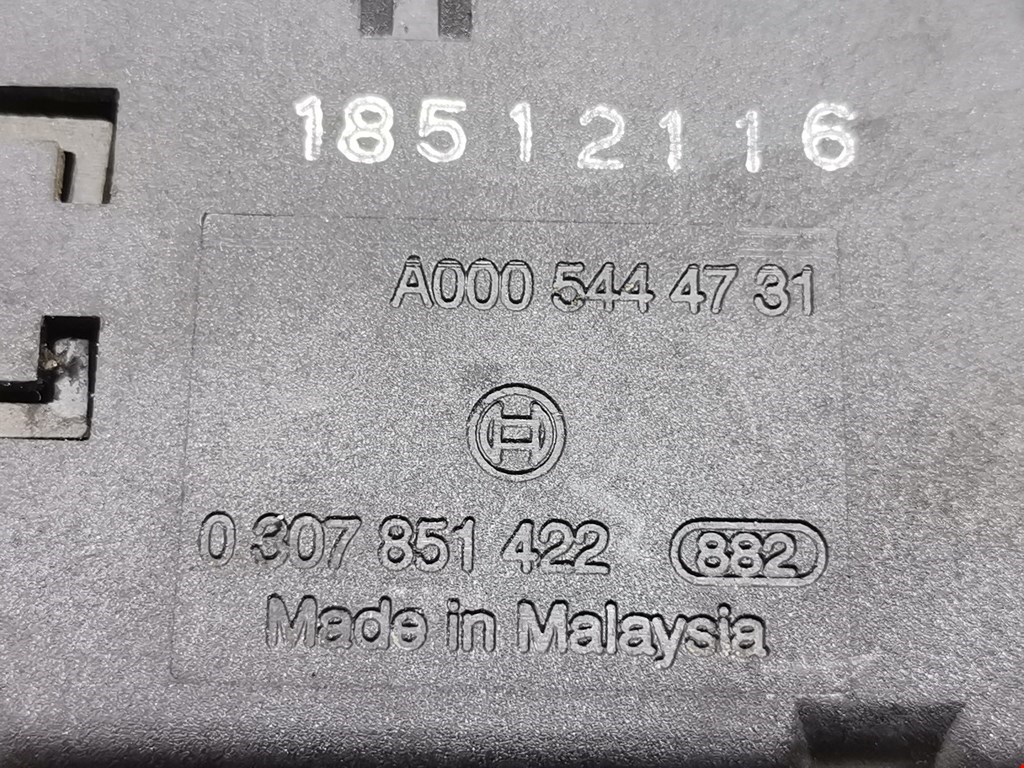 18512116
A000 544 47 31
0 307 851 422 882
Made in Malaysia